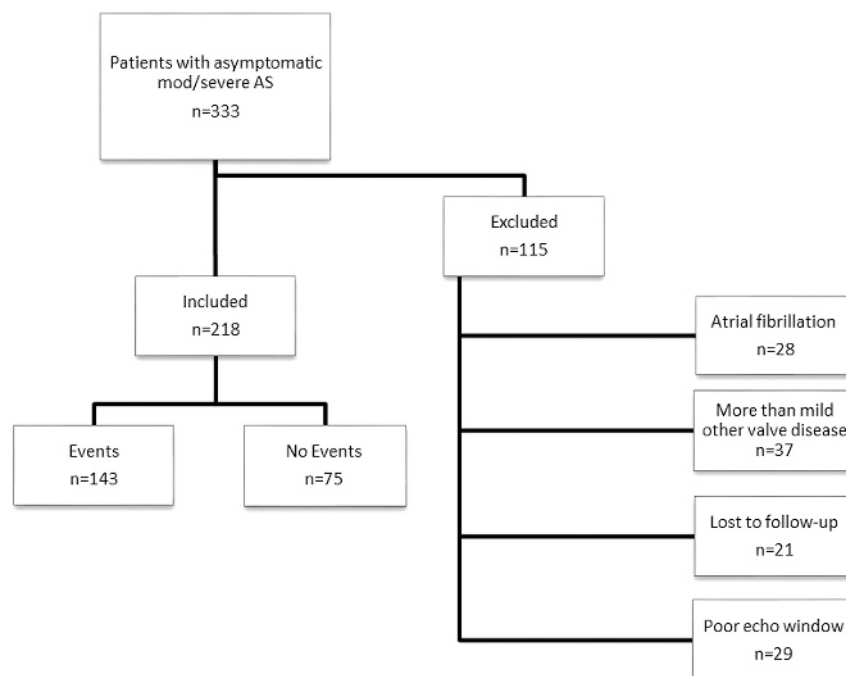 Patients with asymptomatic
mod/severe AS
n=333
Excluded
n=115
Included
n=218
Atrial fibrillation
n=28
More than mild
other valve disease
n=37
Events
n=143
No Events
n=75
Lost to follow-up
n=21
Poor echo window
n=29